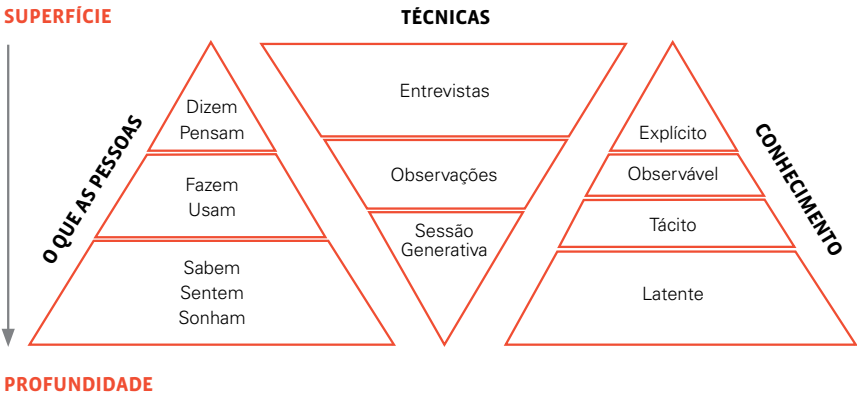 SUPERFÍCIE
TÉCNICAS
O QUE AS PESSOAS
Dizem
Pensam
Fazem
Usam
Sabem
Sentem
Sonham
Entrevistas
Observações
Sessão
Generativa
Explícito
Observável
Tácito
Latente
CONHECIMENTO
PROFUNDIDADE